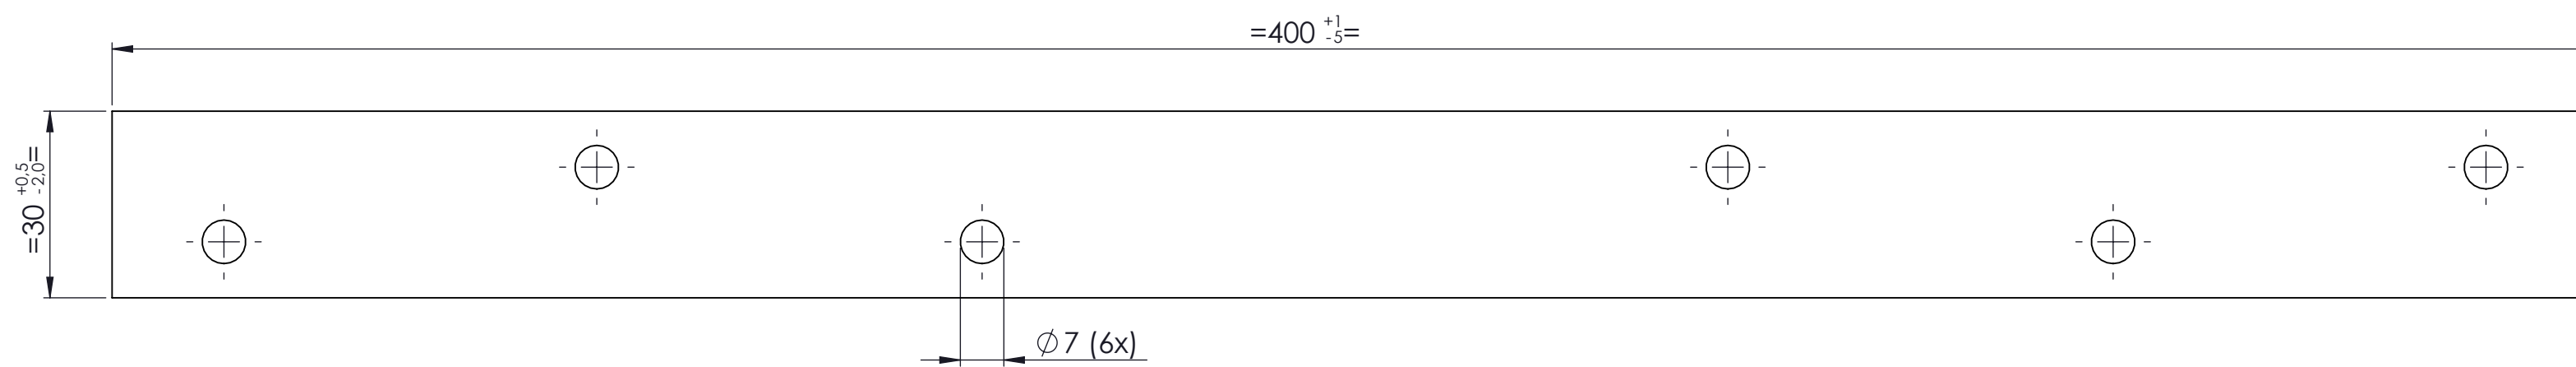 =400 +1 -5=
=30 +0,5 -2,0=
∅7 (6x)